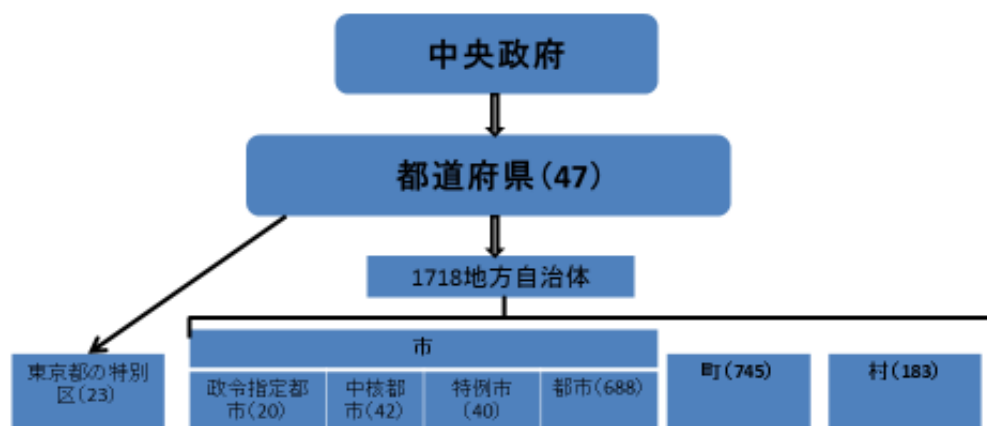 中央政府
都道府県(47)
1718地方自治体
市
東京都の特別
区(23)
政令指定都
市(20)
中核都
市(42)
特例市
(40)
都市(688)
町(745)
村(183)